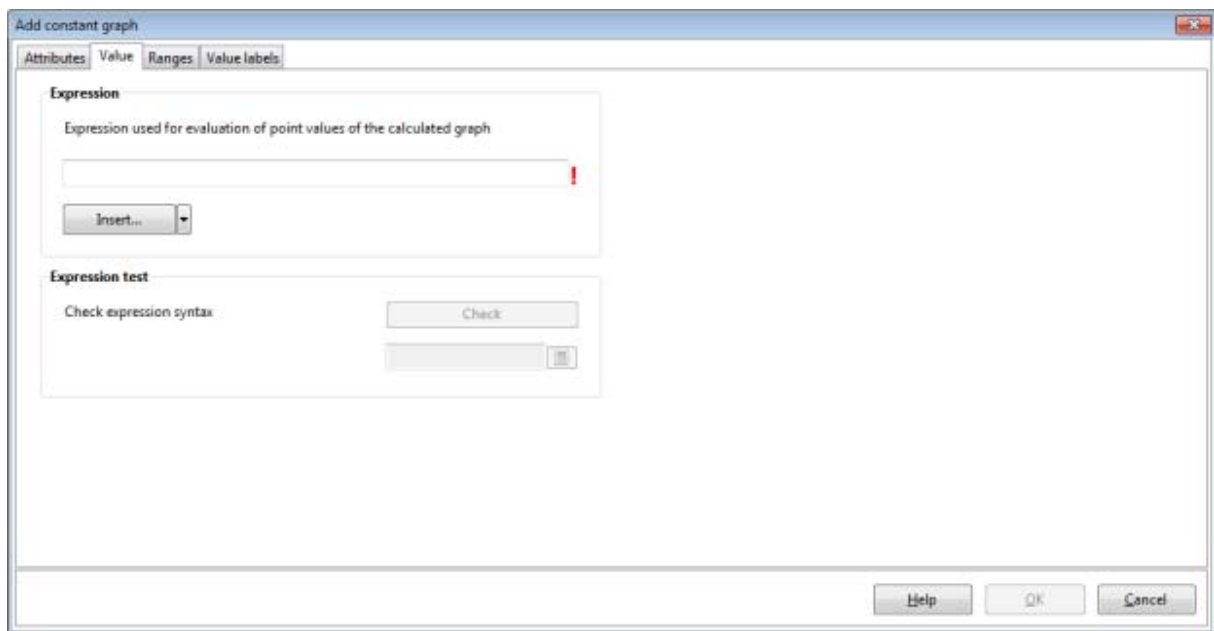 Add constant graph
Attributes Value Ranges Value labels
Expression
Expression used for evaluation of point values of the calculated graph
!
Insert...
Expression test
Check expression syntax Check
Help OK Cancel